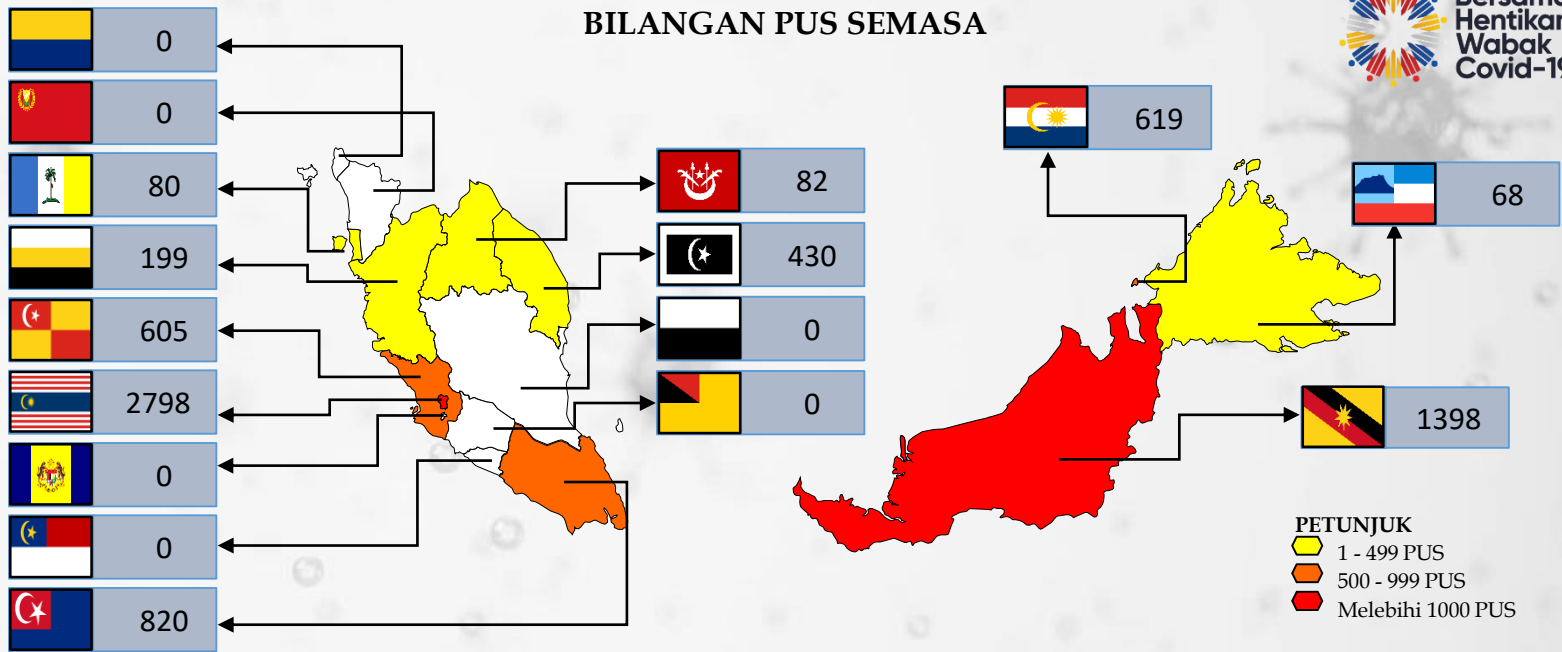 BILANGAN PUS SEMASA
Bersama
Hentikan
Wabak
Covid-19
0
0
80
199
605
2798
0
0
820
82
430
0
0
619
68
1398
PETUNJUK
1 - 499 PUS
500 - 999 PUS
Melebihi 1000 PUS